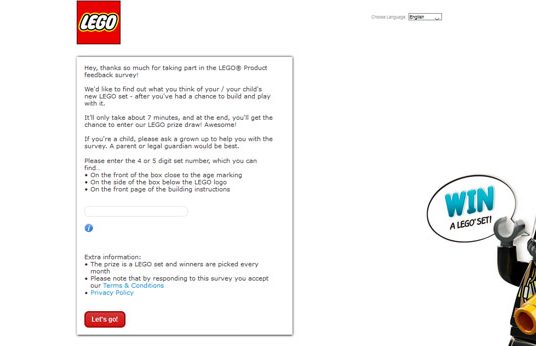 LEGO
Choose Language: English
Hey, thanks so much for taking part in the LEGO® Product
feedback survey!
We'd like to find out what you think of your / your child's
new LEGO set - after you've had a chance to build and play
with it.
It'll only take about 7 minutes, and at the end, you'll get the
chance to enter our LEGO prize draw! Awesome!
If you're a child, please ask a grown up to help you with the
survey. A parent or legal guardian would be best.
Please enter the 4 or 5 digit set number, which you can
find...
• On the front of the box close to the age marking
• On the side of the box below the LEGO logo
• On the front page of the building instructions
i
WIN
A LEGO® SET!
Extra information:
• The prize is a LEGO set and winners are picked every
month
• Please note that by responding to this survey you accept
our Terms & Conditions
• Privacy Policy
Let's go!